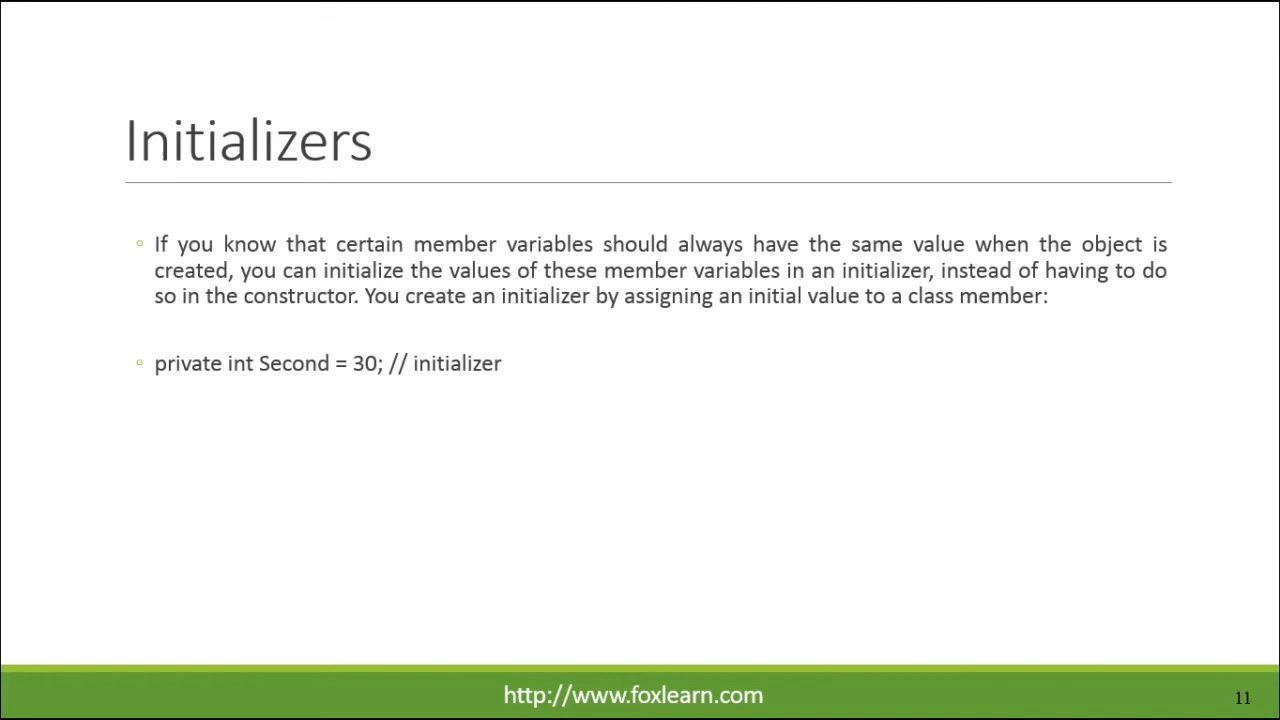 Initializers
◦ If you know that certain member variables should always have the same value when the object is
created, you can initialize the values of these member variables in an initializer, instead of having to do
so in the constructor. You create an initializer by assigning an initial value to a class member:
◦ private int Second = 30; // initializer
http://www.foxlearn.com
11